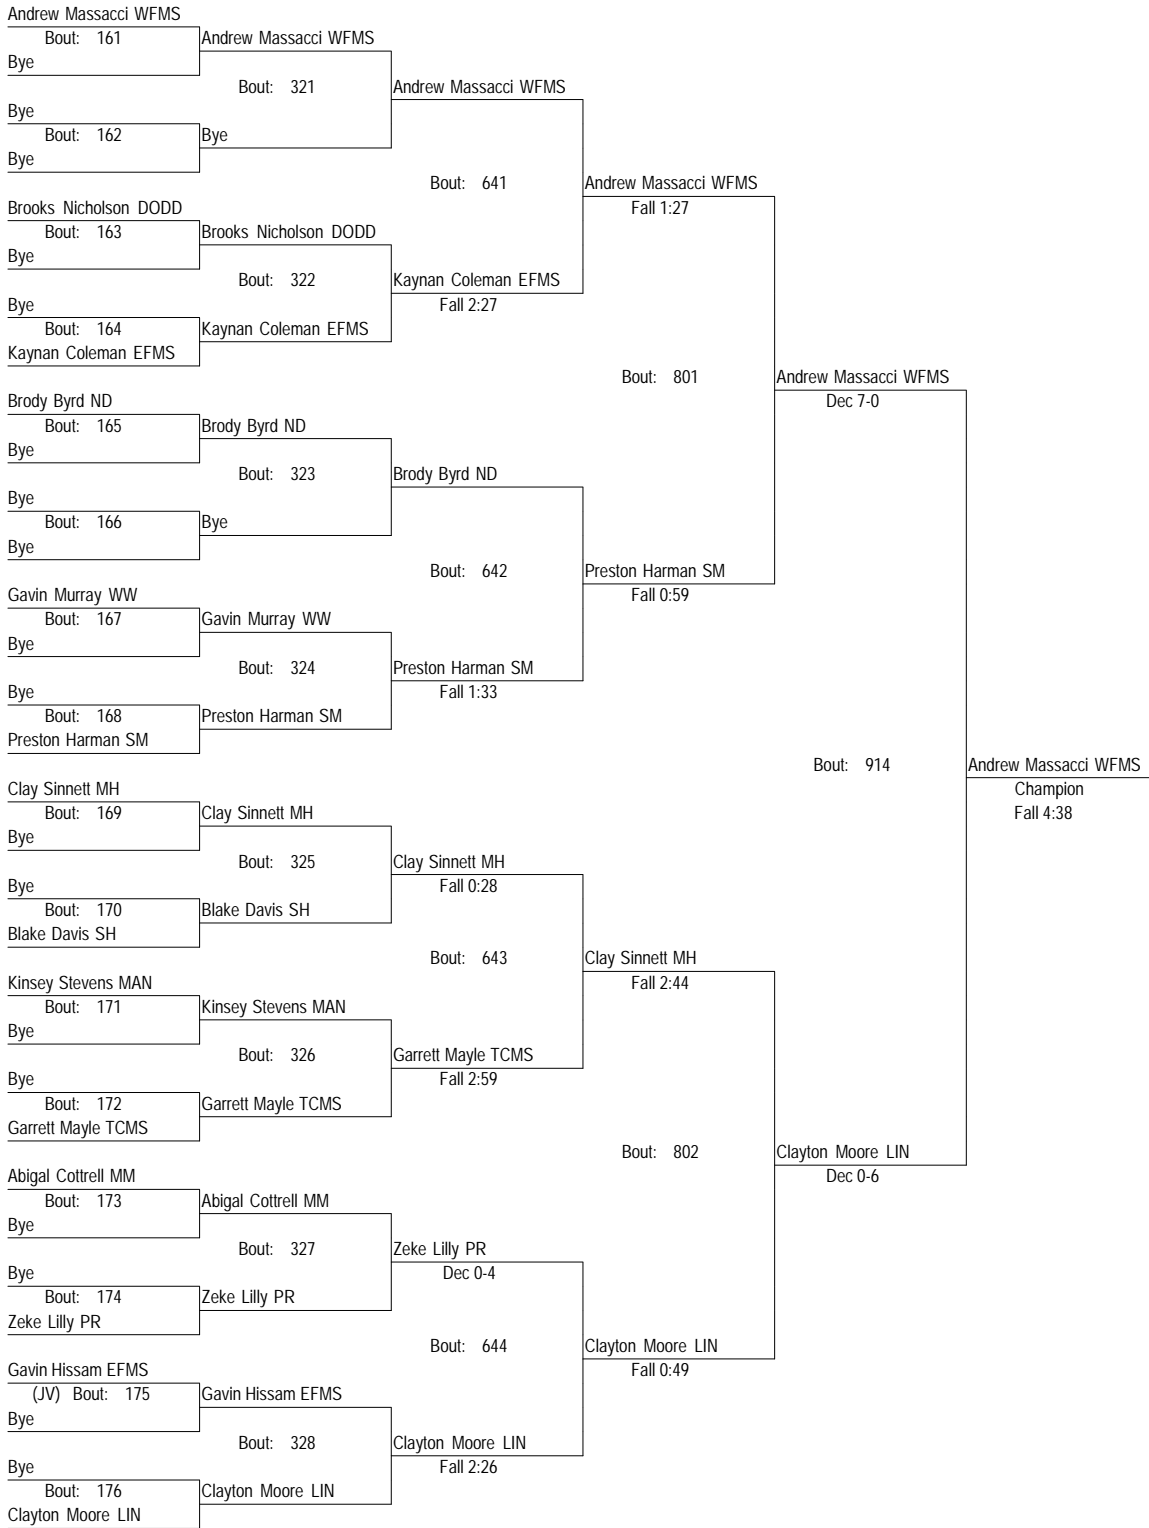 Andrew Massacci WFMS
Bout: 161
Andrew Massacci WFMS
Bye
Bout: 321
Andrew Massacci WFMS
Bye
Bout: 162
Bye
Bye
Bout: 641
Andrew Massacci WFMS
Fall 1:27
Brooks Nicholson DODD
Bout: 163
Brooks Nicholson DODD
Bye
Bout: 322
Kaynan Coleman EFMS
Fall 2:27
Bye
Bout: 164
Kaynan Coleman EFMS
Kaynan Coleman EFMS
Bout: 801
Andrew Massacci WFMS
Dec 7-0
Brody Byrd ND
Bout: 165
Brody Byrd ND
Bye
Bout: 323
Brody Byrd ND
Bye
Bout: 166
Bye
Bye
Bout: 642
Preston Harman SM
Fall 0:59
Gavin Murray WW
Bout: 167
Gavin Murray WW
Bye
Bout: 324
Preston Harman SM
Fall 1:33
Bye
Bout: 168
Preston Harman SM
Preston Harman SM
Bout: 914
Andrew Massacci WFMS
Champion
Fall 4:38
Clay Sinnett MH
Bout: 169
Clay Sinnett MH
Bye
Bout: 325
Clay Sinnett MH
Fall 0:28
Bye
Bout: 170
Blake Davis SH
Blake Davis SH
Bout: 643
Clay Sinnett MH
Fall 2:44
Kinsey Stevens MAN
Bout: 171
Kinsey Stevens MAN
Bye
Bout: 326
Garrett Mayle TCMS
Fall 2:59
Bye
Bout: 172
Garrett Mayle TCMS
Garrett Mayle TCMS
Bout: 802
Clayton Moore LIN
Dec 0-6
Abigal Cottrell MM
Bout: 173
Abigal Cottrell MM
Bye
Bout: 327
Zeke Lilly PR
Dec 0-4
Bye
Bout: 174
Zeke Lilly PR
Zeke Lilly PR
Bout: 644
Clayton Moore LIN
Fall 0:49
Gavin Hissam EFMS
(JV) Bout: 175
Gavin Hissam EFMS
Bye
Bout: 328
Clayton Moore LIN
Fall 2:26
Bye
Bout: 176
Clayton Moore LIN
Clayton Moore LIN